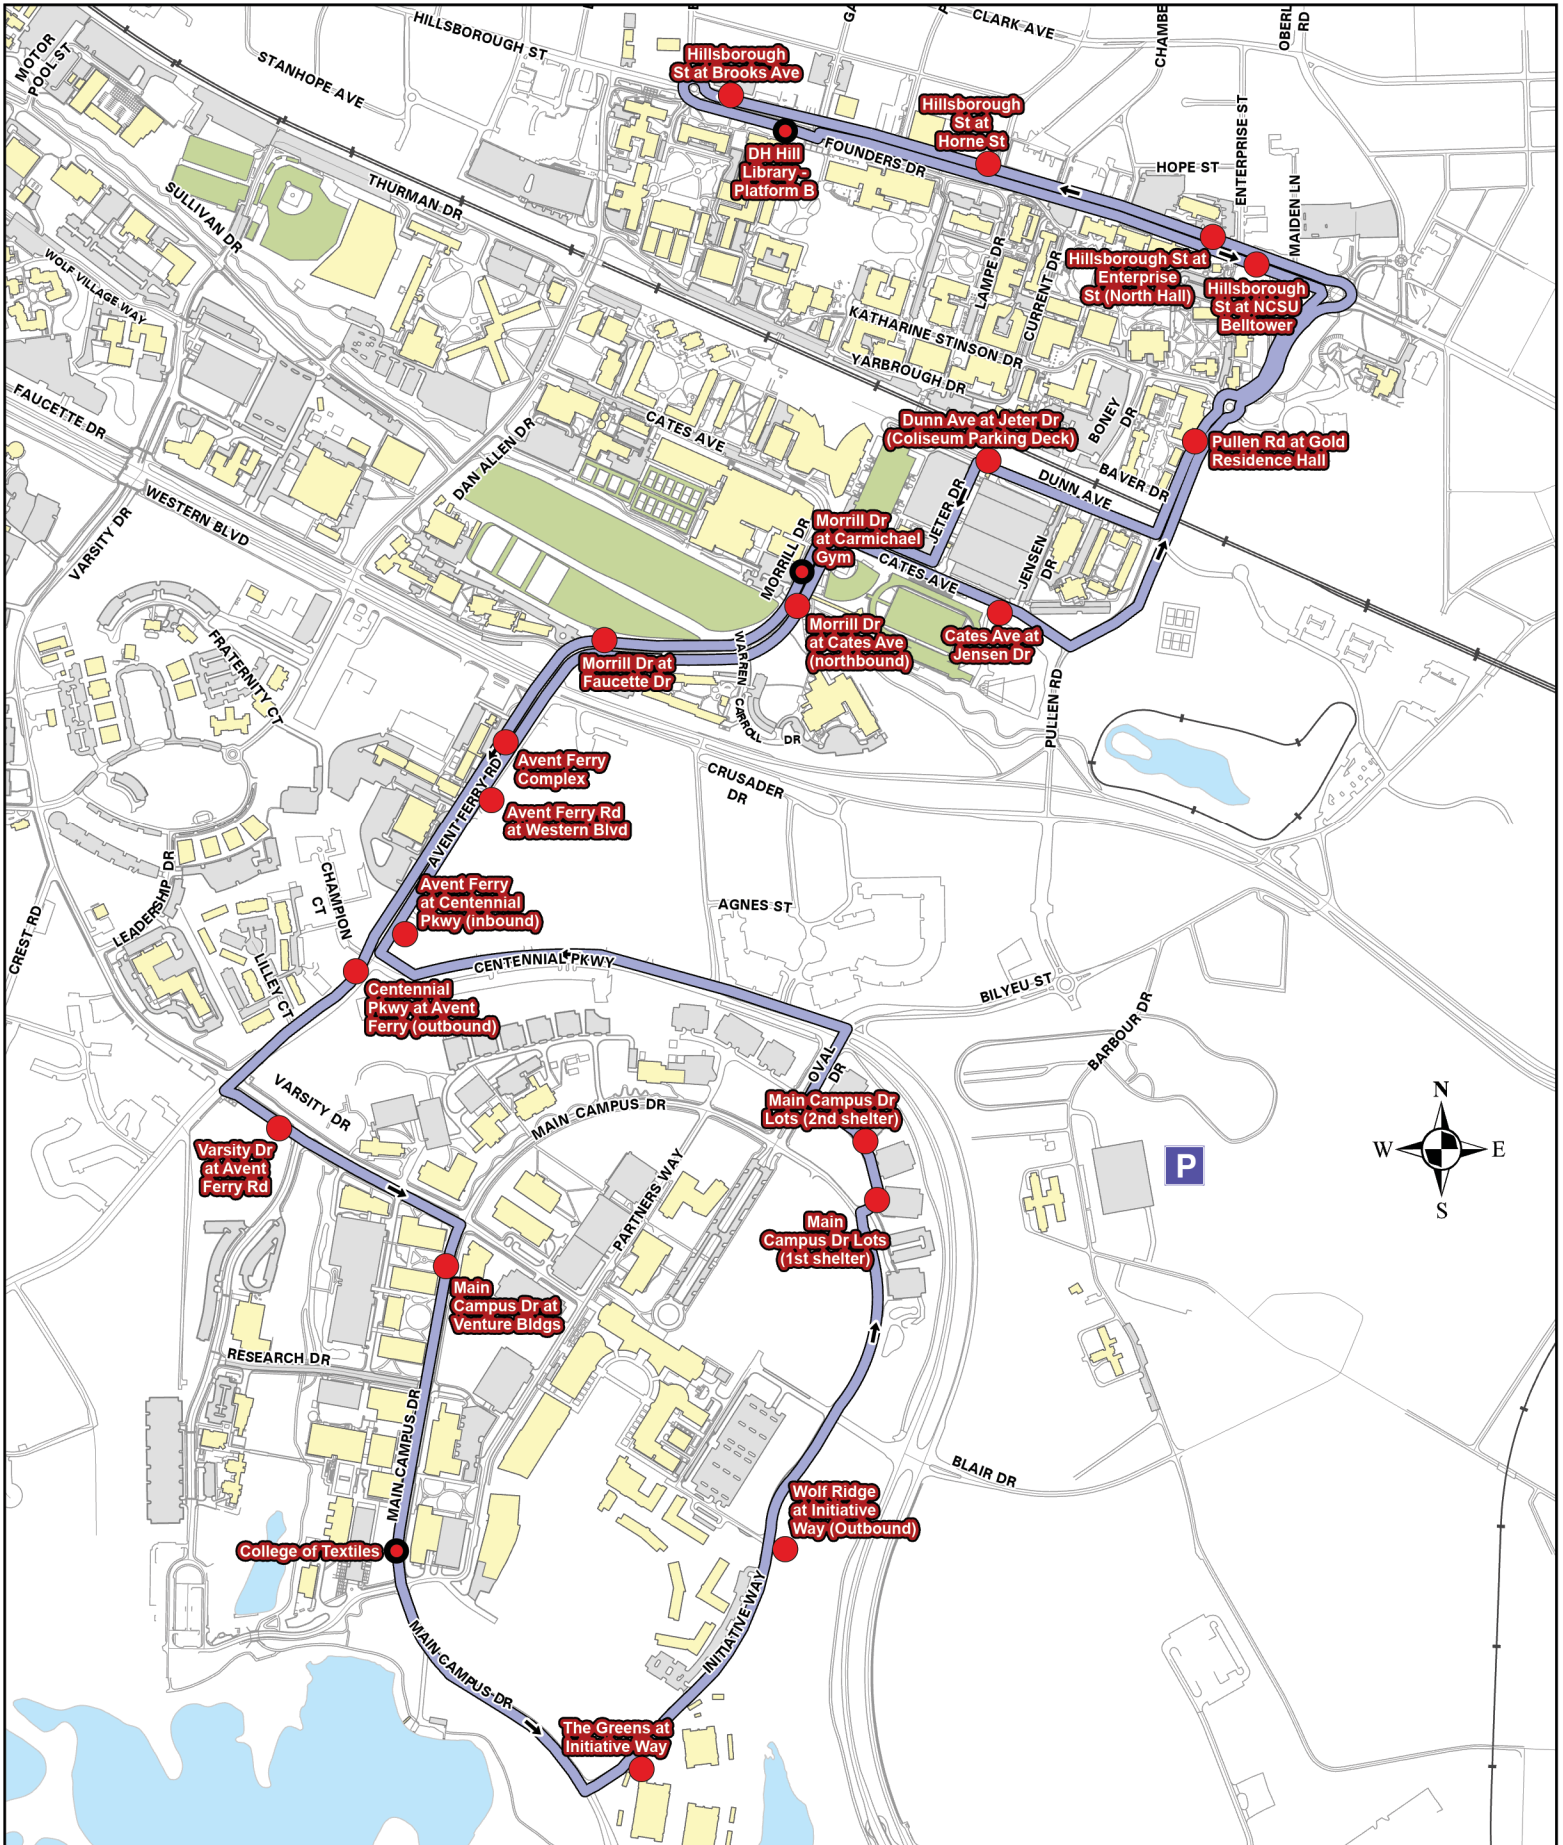 MOTOR
POOL ST
HILLSBOROUGH ST
STANHOPE AVE
CLARK AVE
CHAMBE
OBERL
RD
GA
Hillsborough
St at Brooks Ave
Hillsborough
St at
Horne St
DH Hill
Library -
Platform B
FOUNDERS DR
HOPE ST
ENTERPRISE ST
MAIDEN LN
THURMAN DR
SULLIVAN DR
WOLF VILLAGE WAY
LAMPE DR
CURRENT DR
Hillsborough St at
Enterprise
St (North Hall)
Hillsborough
St at NCSU
Belltower
KATHARINE STINSON DR
YARBROUGH DR
FAUCETTE DR
CATES AVE
DAN ALLEN DR
BONEY
DR
Dunn Ave at Jeter Dr
(Coliseum Parking Deck)
Pullen Rd at Gold
Residence Hall
BAVER DR
DUNN AVE
JETER DR
WESTERN BLVD
VARSITY DR
MORRILL DR
Morrill Dr
at Carmichael
Gym
CATES AVE
JENSEN
DR
Morrill Dr
at Cates Ave
(northbound)
Cates Ave at
Jensen Dr
Morrill Dr at
Faucette Dr
WARREN CARROLL DR
FRATERNITY CT
PULLEN RD
Avent Ferry
Complex
CRUSADER
DR
AVENT FERRY RD
Avent Ferry Rd
at Western Blvd
LEADERSHIP DR
CHAMPION
CT
Avent Ferry
at Centennial
Pkwy (inbound)
AGNES ST
CREST RD
LILLEY CT
CENTENNIAL PKWY
Centennial
Pkwy at Avent
Ferry (outbound)
BILYEU ST
BARBOUR DR
OVAL
DR
VARSITY DR
MAIN CAMPUS DR
Main Campus Dr
Lots (2nd shelter)
N
W E
S
P
Varsity Dr
at Avent
Ferry Rd
PARTNERS WAY
Main
Campus Dr Lots
(1st shelter)
Main
Campus Dr at
Venture Bldgs
RESEARCH DR
MAIN CAMPUS DR
BLAIR DR
Wolf Ridge
at Initiative
Way (Outbound)
College of Textiles
INITIATIVE WAY
MAIN CAMPUS DR
The Greens at
Initiative Way